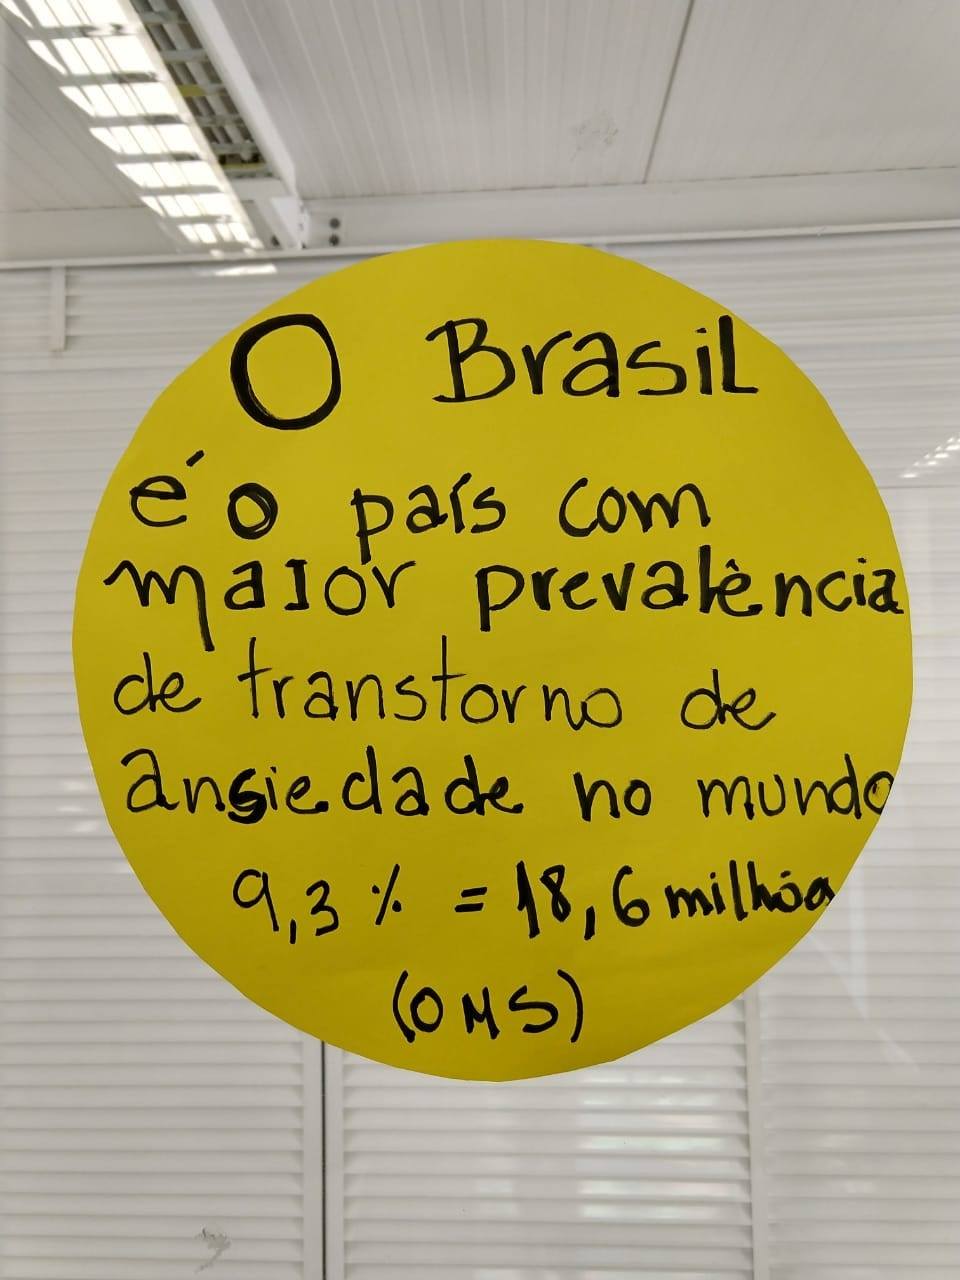 O Brasil
é o país com
maior prevalência
de transtorno de
ansiedade no mundo
9,3% = 18,6 milhõa
(OMS)